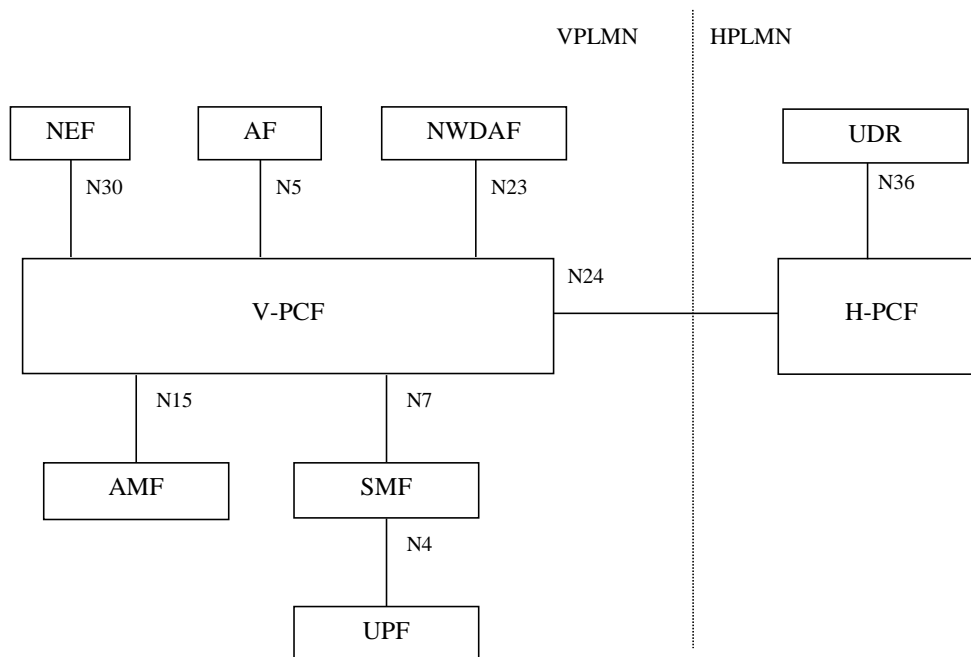 VPLMN
HPLMN
NEF
AF
NWDAF
UDR
N30
N5
N23
N36
N24
V-PCF
H-PCF
N15
N7
AMF
SMF
N4
UPF